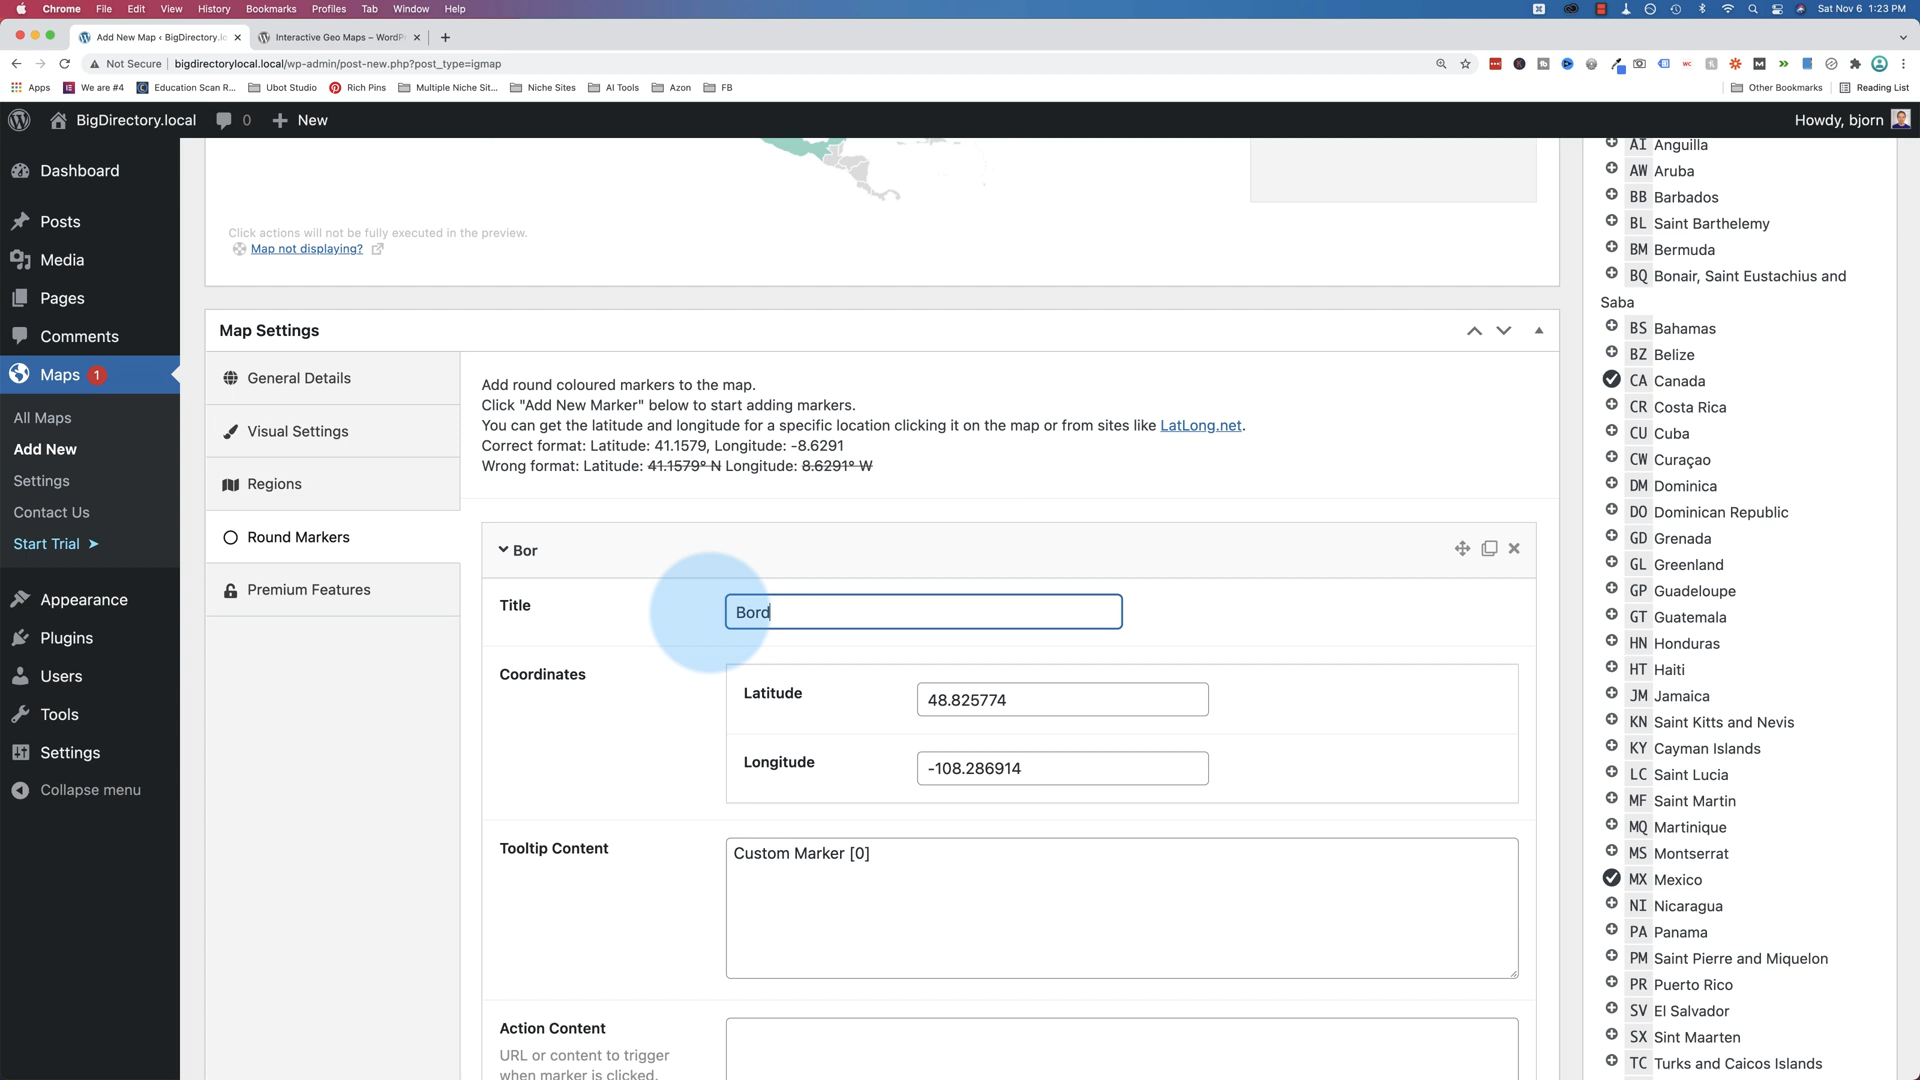 Chrome File Edit View History Bookmarks Profiles Tab Window Help
Sat Nov 6 1:23 PM
Add New Map ‹ BigDirectory.lo
Interactive Geo Maps – WordP
Not Secure bigdirectorylocal.local/wp-admin/post-new.php?post_type=igmap
Apps We are #4 Education Scan R... Ubot Studio Rich Pins Multiple Niche Sit... Niche Sites AI Tools Azon FB Other Bookmarks Reading List
BigDirectory.local 0 New Howdy, bjorn
Dashboard
Posts
Media
Pages
Comments
Maps 1
All Maps
Add New
Settings
Contact Us
Start Trial ➤
Appearance
Plugins
Users
Tools
Settings
Collapse menu
Click actions will not be fully executed in the preview.
Map not displaying?
Map Settings
General Details
Visual Settings
Regions
Round Markers
Premium Features
Add round coloured markers to the map.
Click "Add New Marker" below to start adding markers.
You can get the latitude and longitude for a specific location clicking it on the map or from sites like LatLong.net.
Correct format: Latitude: 41.1579, Longitude: -8.6291
Wrong format: Latitude: 41.1579º N Longitude: 8.6291º W
Bor
Title
Bord
Coordinates
Latitude
48.825774
Longitude
-108.286914
Tooltip Content
Custom Marker [0]
Action Content
URL or content to trigger
when marker is clicked.
AI Anguilla
AW Aruba
BB Barbados
BL Saint Barthelemy
BM Bermuda
BQ Bonair, Saint Eustachius and
Saba
BS Bahamas
BZ Belize
CA Canada
CR Costa Rica
CU Cuba
CW Curaçao
DM Dominica
DO Dominican Republic
GD Grenada
GL Greenland
GP Guadeloupe
GT Guatemala
HN Honduras
HT Haiti
JM Jamaica
KN Saint Kitts and Nevis
KY Cayman Islands
LC Saint Lucia
MF Saint Martin
MQ Martinique
MS Montserrat
MX Mexico
NI Nicaragua
PA Panama
PM Saint Pierre and Miquelon
PR Puerto Rico
SV El Salvador
SX Sint Maarten
TC Turks and Caicos Islands